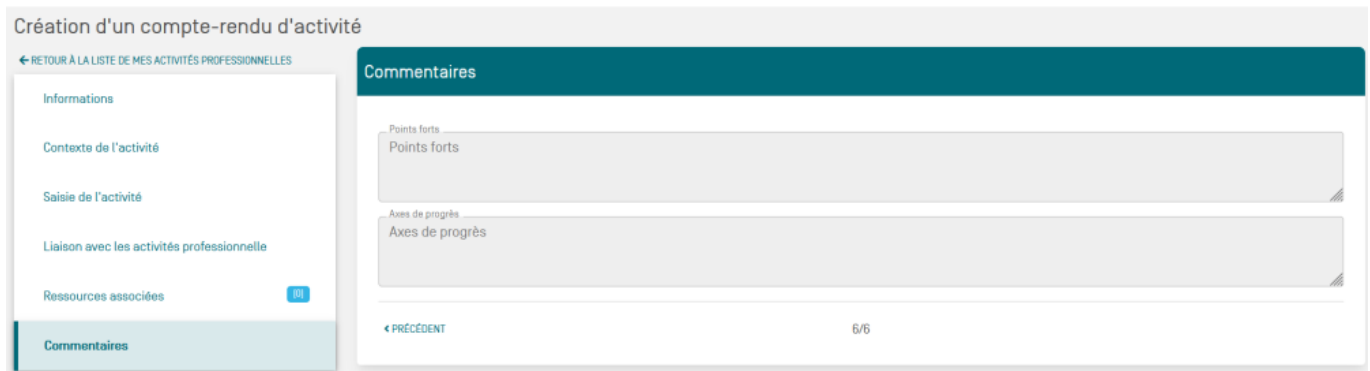 Création d'un compte-rendu d'activité
← RETOUR À LA LISTE DE MES ACTIVITÉS PROFESSIONNELLES
Informations
Contexte de l'activité
Saisie de l'activité
Liaison avec les activités professionnelle
Ressources associées (0)
Commentaires
Commentaires
Points forts
Points forts
Axes de progrès
Axes de progrès
< PRÉCÉDENT 6/6